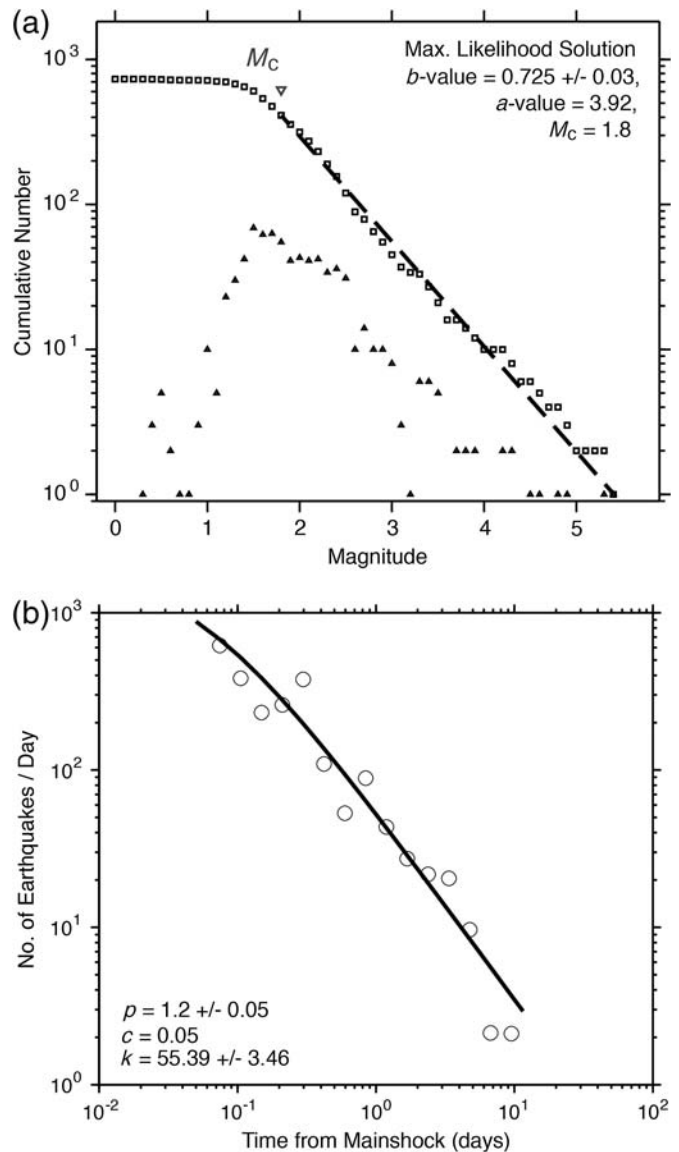 (a)
M_C
Max. Likelihood Solution
b-value = 0.725 +/- 0.03,
a-value = 3.92,
M_C = 1.8
10^3
10^2
10^1
10^0
Cumulative Number
0 1 2 3 4 5
Magnitude
(b)
10^3
10^2
10^1
10^0
No. of Earthquakes / Day
p = 1.2 +/- 0.05
c = 0.05
k = 55.39 +/- 3.46
10^-2 10^-1 10^0 10^1 10^2
Time from Mainshock (days)